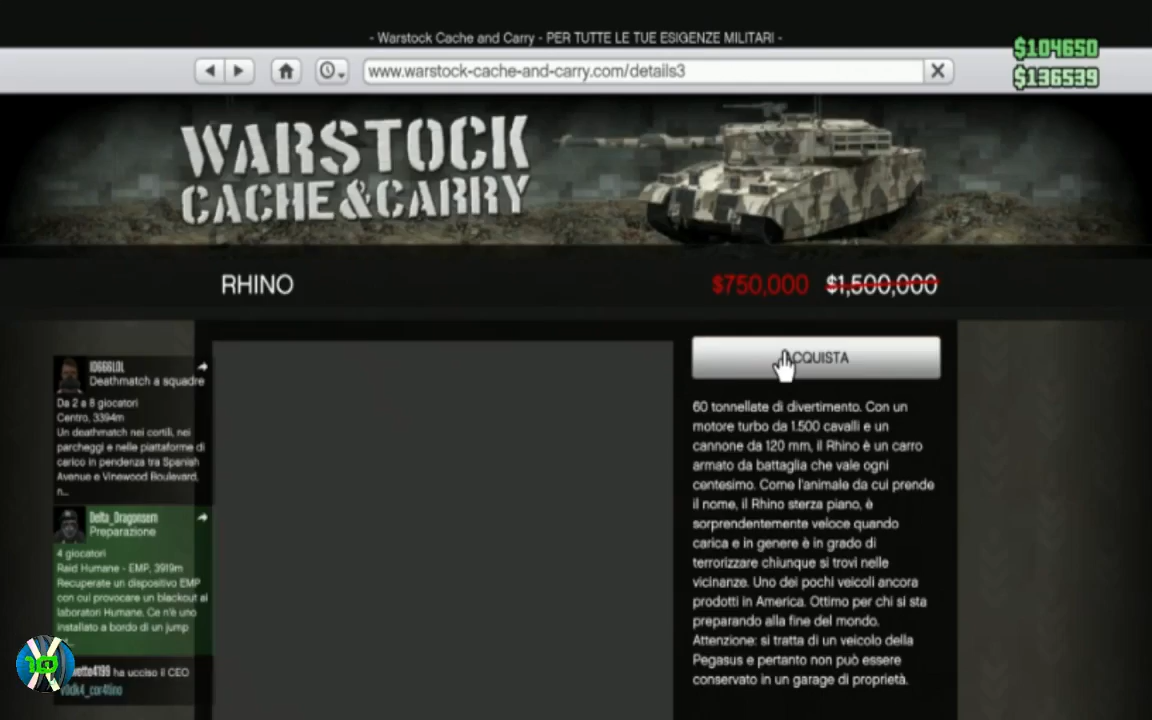 - Warstock Cache and Carry - PER TUTTE LE TUE ESIGENZE MILITARI -
$104650
$136539
www.warstock-cache-and-carry.com/details3
WARSTOCK
CACHE&CARRY
RHINO
$750,000 $1,500,000
ACQUISTA
60 tonnellate di divertimento. Con un
motore turbo da 1.500 cavalli e un
cannone da 120 mm, il Rhino è un carro
armato da battaglia che vale ogni
centesimo. Come l'animale da cui prende
il nome, il Rhino sterza piano, è
sorprendentemente veloce quando
carica e in genere è in grado di
terrorizzare chiunque si trovi nelle
vicinanze. Uno dei pochi veicoli ancora
prodotti in America. Ottimo per chi si sta
preparando alla fine del mondo.
Attenzione: si tratta di un veicolo della
Pegasus e pertanto non può essere
conservato in un garage di proprietà.
Deathmatch a squadre
Da 2 a 8 giocatori
Centro, 3394m
Un deathmatch nei cortili, nei
parcheggi e nelle piattaforme di
carico in pendenza tra Spanish
Avenue e Vinewood Boulevard,
n...
Delta_Dragonsem
Preparazione
4 giocatori
Raid Humane - EMP, 3919m
Recuperate un dispositivo EMP
con cui provocare un blackout ai
laboratori Humane. Ce n'è uno
installato a bordo di un jump
ha ucciso il CEO